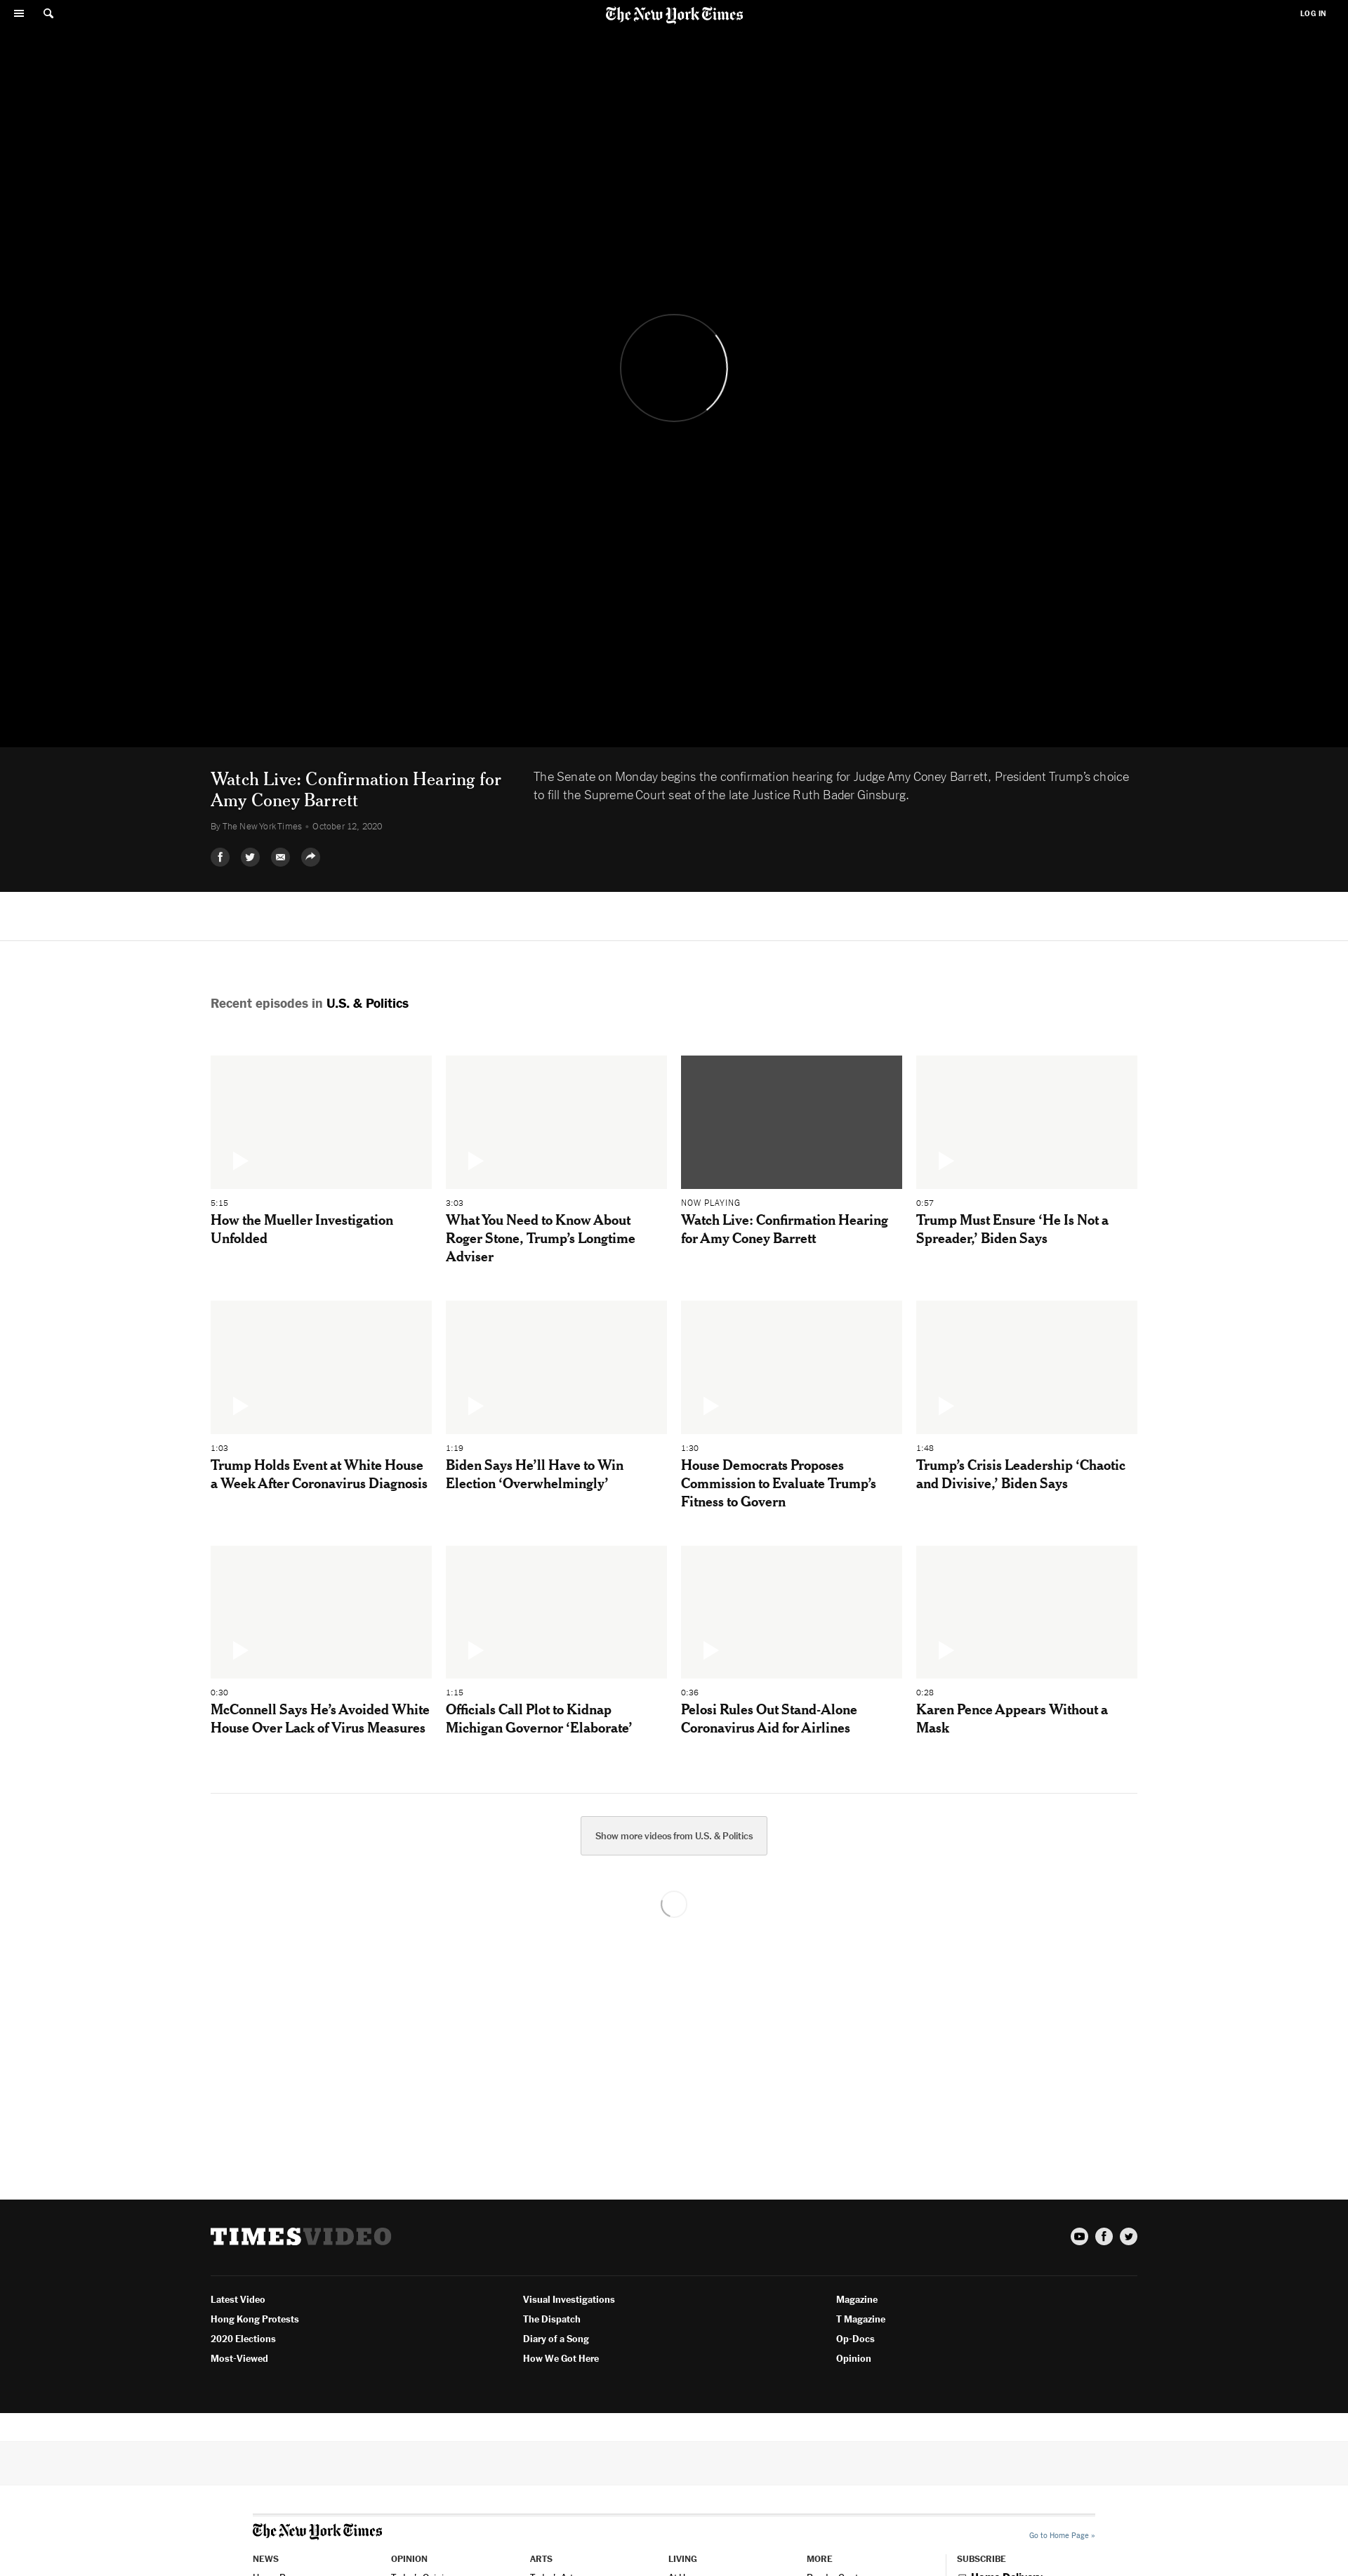 The New York Times
LOG IN
Watch Live: Confirmation Hearing for
Amy Coney Barrett
By The New York Times • October 12, 2020
The Senate on Monday begins the confirmation hearing for Judge Amy Coney Barrett, President Trump’s choice
to fill the Supreme Court seat of the late Justice Ruth Bader Ginsburg.
Recent episodes in U.S. & Politics
5:15
How the Mueller Investigation
Unfolded
3:03
What You Need to Know About
Roger Stone, Trump’s Longtime
Adviser
NOW PLAYING
Watch Live: Confirmation Hearing
for Amy Coney Barrett
0:57
Trump Must Ensure ‘He Is Not a
Spreader,’ Biden Says
1:03
Trump Holds Event at White House
a Week After Coronavirus Diagnosis
1:19
Biden Says He’ll Have to Win
Election ‘Overwhelmingly’
1:30
House Democrats Proposes
Commission to Evaluate Trump’s
Fitness to Govern
1:48
Trump’s Crisis Leadership ‘Chaotic
and Divisive,’ Biden Says
0:30
McConnell Says He’s Avoided White
House Over Lack of Virus Measures
1:15
Officials Call Plot to Kidnap
Michigan Governor ‘Elaborate’
0:36
Pelosi Rules Out Stand-Alone
Coronavirus Aid for Airlines
0:28
Karen Pence Appears Without a
Mask
Show more videos from U.S. & Politics
TIMESVIDEO
Latest Video
Hong Kong Protests
2020 Elections
Most-Viewed
Visual Investigations
The Dispatch
Diary of a Song
How We Got Here
Magazine
T Magazine
Op-Docs
Opinion
The New York Times
Go to Home Page »
NEWS
OPINION
ARTS
LIVING
MORE
SUBSCRIBE
Home Delivery